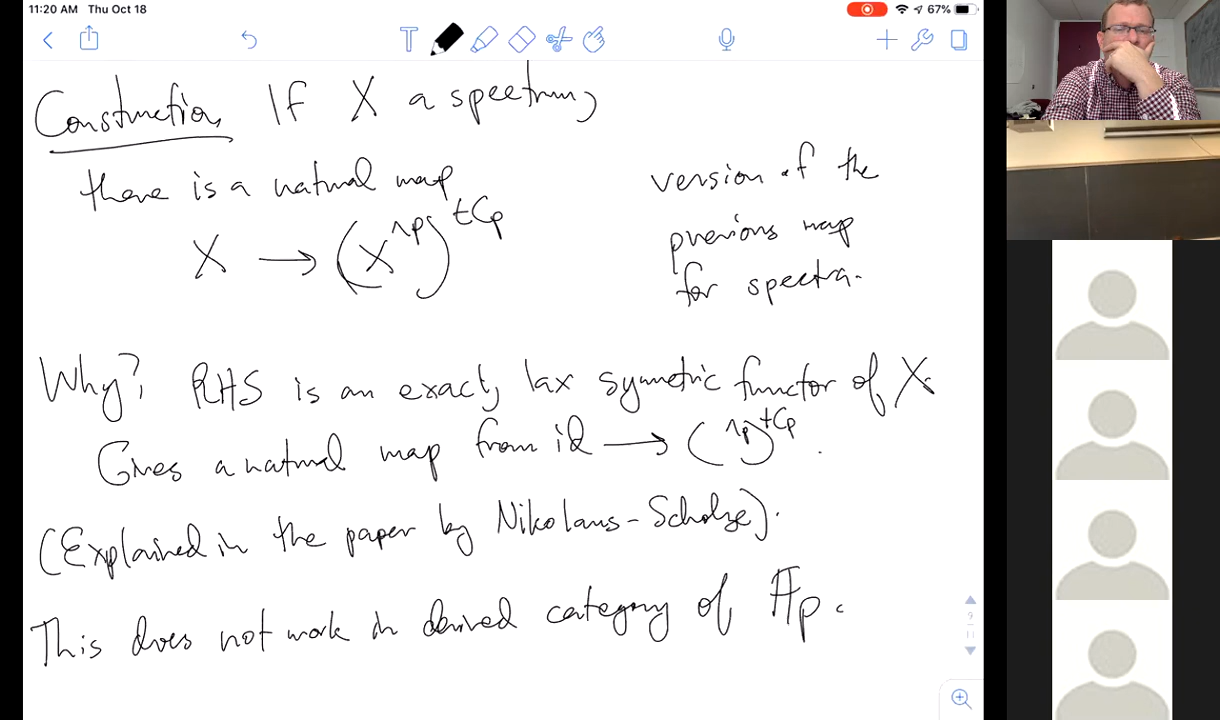 11:20 AM Thu Oct 18
67%
T
Construction If X a spectrum,
there is a natural map
X → (X^{∧p})^{tCp}
version of the
previous map
for spectra.
Why? RHS is an exact, lax symmetric functor of X.
Gives a natural map from id → ( ^{∧p})^{tCp}.
(Explained in the paper by Nikolaus-Scholze).
This does not work in derived category of 𝔽p.
9
11